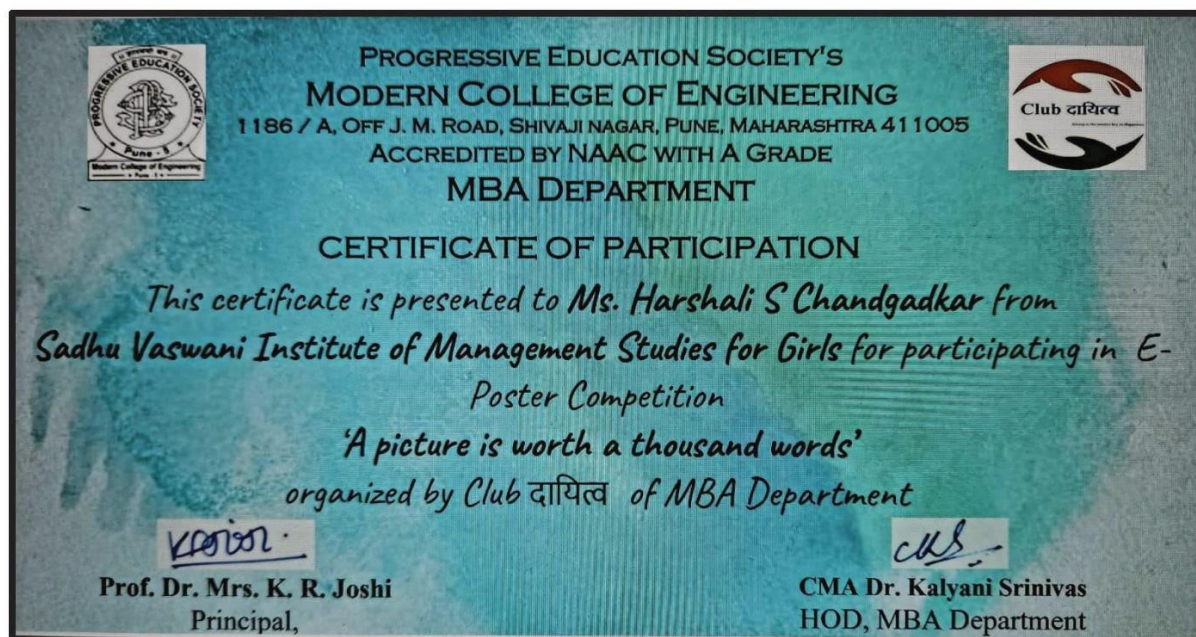 PROGRESSIVE EDUCATION SOCIETY'S
MODERN COLLEGE OF ENGINEERING
1186 / A, OFF J. M. ROAD, SHIVAJI NAGAR, PUNE, MAHARASHTRA 411005
ACCREDITED BY NAAC WITH A GRADE
MBA DEPARTMENT
PROGRESSIVE EDUCATION SOCIETY
Pune - 5
Modern College of Engineering
Club दायित्व
CERTIFICATE OF PARTICIPATION
This certificate is presented to Ms. Harshali S Chandgadkar from
Sadhu Vaswani Institute of Management Studies for Girls for participating in E-
Poster Competition
‘A picture is worth a thousand words’
organized by Club दायित्व of MBA Department
Prof. Dr. Mrs. K. R. Joshi
Principal,
CMA Dr. Kalyani Srinivas
HOD, MBA Department